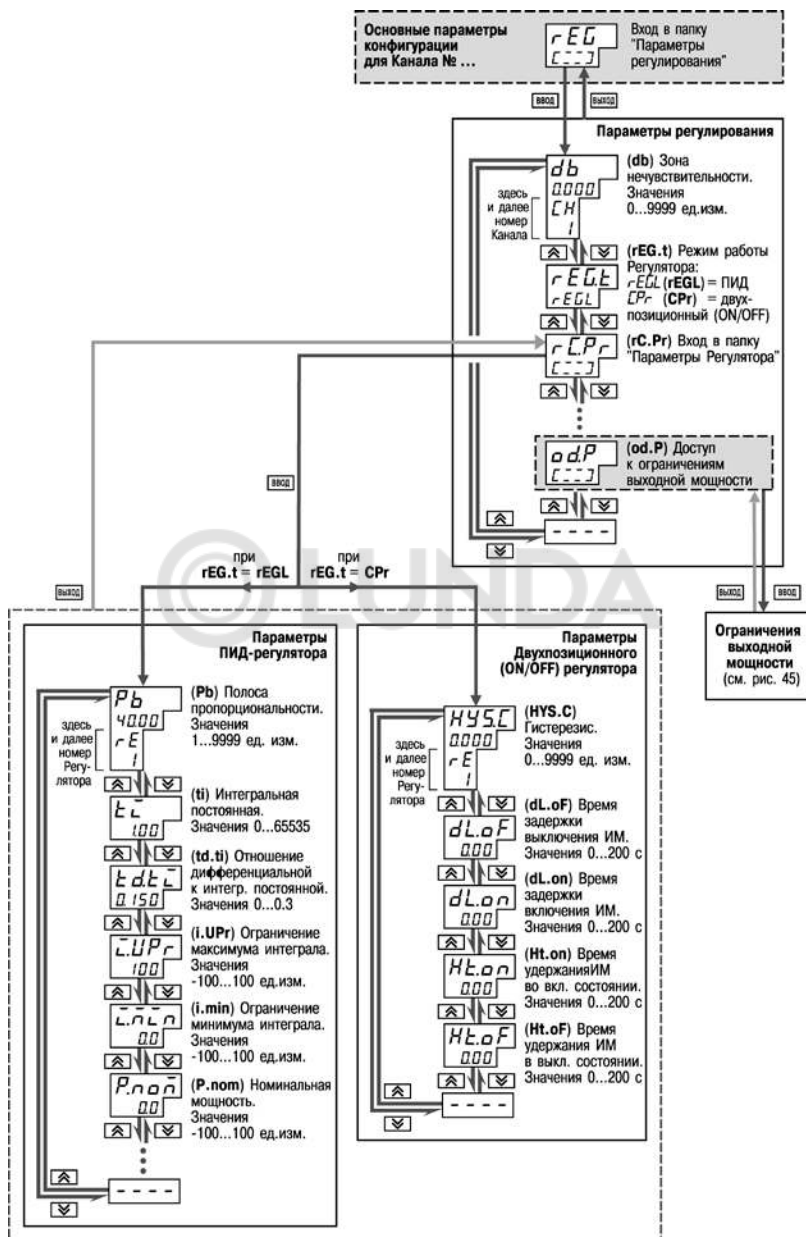 Основные параметры
конфигурации
для Канала № ...
rEG
[---]
Вход в папку
"Параметры
регулирования"
ВВОД
ВЫХОД
Параметры регулирования
db
0.000
CH
1
здесь
и далее
номер
Канала
(db) Зона
нечувствительности.
Значения
0...9999 ед.изм.
rEG.t
rEGL
(rEG.t) Режим работы
Регулятора:
rEGL (rEGL) = ПИД
CPr (CPr) = двух-
позиционный (ON/OFF)
rC.Pr
[---]
(rC.Pr) Вход в папку
"Параметры Регулятора"
od.P
[---]
(od.P) Доступ
к ограничениям
выходной мощности
- - - -
ВВОД
ВЫХОД
ВЫХОД
ВВОД
Ограничения
выходной
мощности
(см. рис. 45)
при
rEG.t = rEGL
при
rEG.t = CPr
© LUNDA
Параметры
ПИД-регулятора
Pb
40.00
rE
1
здесь
и далее
номер
Регу-
лятора
(Pb) Полоса
пропорциональности.
Значения
1...9999 ед. изм.
ti
1.00
(ti) Интегральная
постоянная.
Значения 0...65535
td.ti
0.150
(td.ti) Отношение
дифференциальной
к интегр. постоянной.
Значения 0...0.3
i.UPr
100
(i.UPr) Ограничение
максимума интеграла.
Значения
-100...100 ед.изм.
i.min
0.0
(i.min) Ограничение
минимума интеграла.
Значения
-100...100 ед.изм.
P.nom
0.0
(P.nom) Номинальная
мощность.
Значения
-100...100 ед.изм.
- - - -
Параметры
Двухпозиционного
(ON/OFF) регулятора
HYS.C
0.000
rE
1
здесь
и далее
номер
Регу-
лятора
(HYS.C)
Гистерезис.
Значения
0...9999 ед. изм.
dL.oF
0.00
(dL.oF) Время
задержки
выключения ИМ.
Значения 0...200 с
dL.on
0.00
(dL.on) Время
задержки
включения ИМ.
Значения 0...200 с
Ht.on
0.00
(Ht.on) Время
удержанияИМ
во вкл. состоянии.
Значения 0...200 с
Ht.oF
0.00
(Ht.oF) Время
удержания ИМ
в выкл. состоянии.
Значения 0...200 с
- - - -